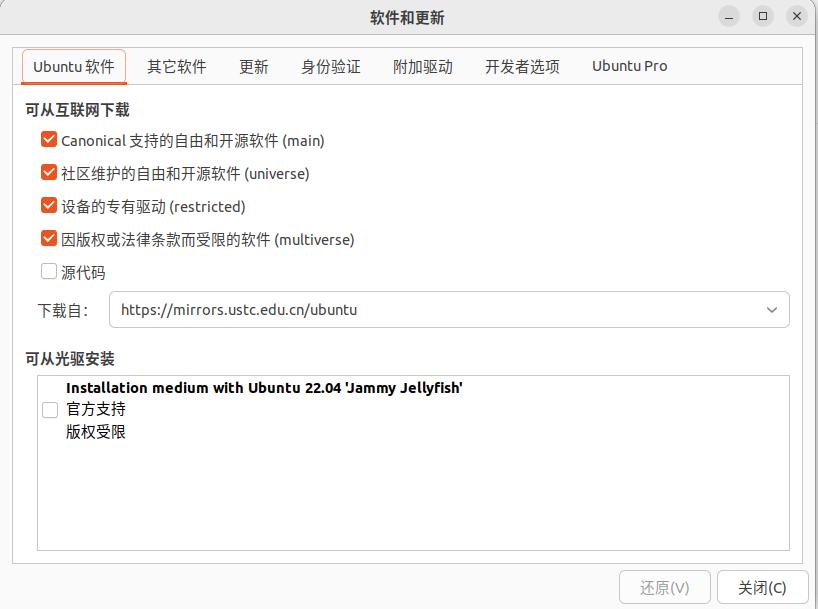 软件和更新
Ubuntu 软件 其它软件 更新 身份验证 附加驱动 开发者选项 Ubuntu Pro
可从互联网下载
Canonical 支持的自由和开源软件 (main)
社区维护的自由和开源软件 (universe)
设备的专有驱动 (restricted)
因版权或法律条款而受限的软件 (multiverse)
源代码
下载自： https://mirrors.ustc.edu.cn/ubuntu
可从光驱安装
Installation medium with Ubuntu 22.04 'Jammy Jellyfish'
官方支持
版权受限
还原(V) 关闭(C)